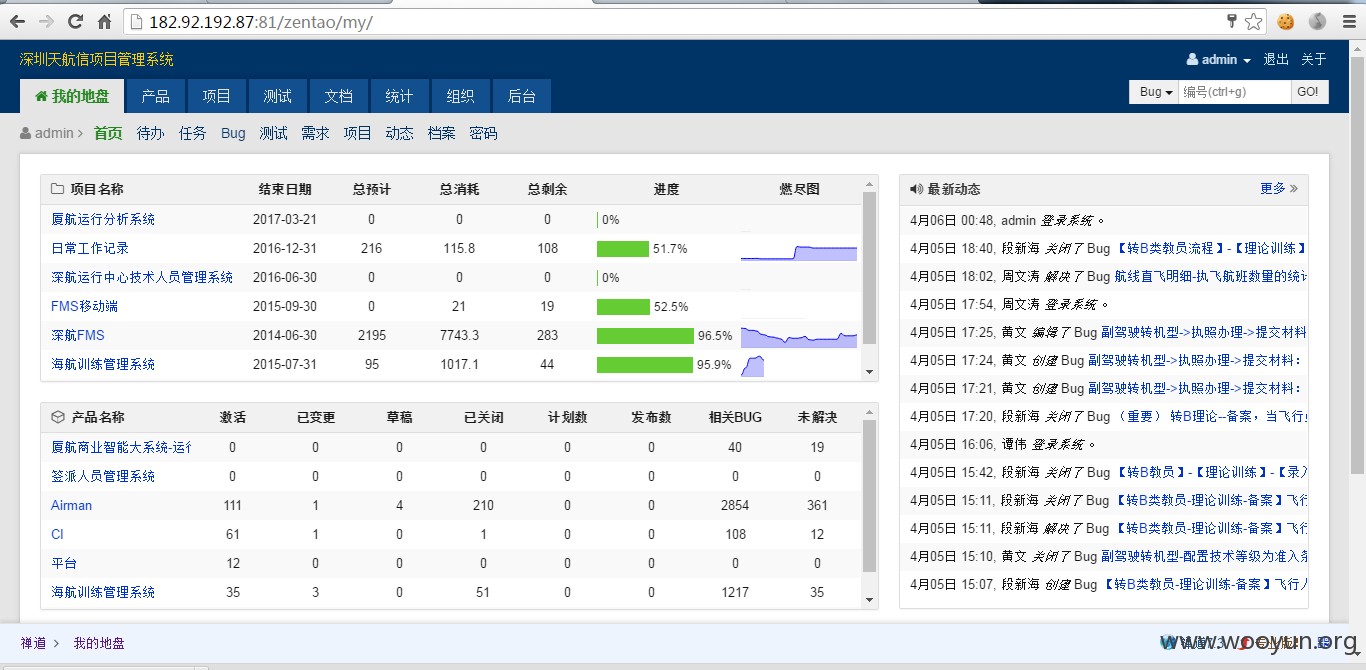 182.92.192.87:81/zentao/my/
深圳天航信项目管理系统
admin 退出 关于
我的地盘 产品 项目 测试 文档 统计 组织 后台
Bug 编号(ctrl+g) GO!
admin > 首页 待办 任务 Bug 测试 需求 项目 动态 档案 密码
项目名称 结束日期 总预计 总消耗 总剩余 进度 燃尽图
厦航运行分析系统 2017-03-21 0 0 0 0%
日常工作记录 2016-12-31 216 115.8 108 51.7%
深航运行中心技术人员管理系统 2016-06-30 0 0 0 0%
FMS移动端 2015-09-30 0 21 19 52.5%
深航FMS 2014-06-30 2195 7743.3 283 96.5%
海航训练管理系统 2015-07-31 95 1017.1 44 95.9%
产品名称 激活 已变更 草稿 已关闭 计划数 发布数 相关BUG 未解决
厦航商业智能大系统-运行 0 0 0 0 0 0 40 19
签派人员管理系统 0 0 0 0 0 0 0 0
Airman 111 1 4 210 0 0 2854 361
CI 61 1 0 1 0 0 108 12
平台 12 0 0 0 0 0 0 0
海航训练管理系统 35 3 0 51 0 0 1217 35
最新动态 更多 »
4月06日 00:48, admin 登录系统。
4月05日 18:40, 段新海 关闭了 Bug 【转B类教员流程】-【理论训练】
4月05日 18:02, 周文涛 解决了 Bug 航线直飞明细-执飞航班数量的统计
4月05日 17:54, 周文涛 登录系统。
4月05日 17:25, 黄文 编辑了 Bug 副驾驶转机型->执照办理->提交材料
4月05日 17:24, 黄文 创建 Bug 副驾驶转机型->执照办理->提交材料:
4月05日 17:21, 黄文 创建 Bug 副驾驶转机型->执照办理->提交材料:
4月05日 17:20, 段新海 关闭了 Bug （重要） 转B理论--备案，当飞行
4月05日 16:06, 谭伟 登录系统。
4月05日 15:42, 段新海 关闭了 Bug 【转B教员】-【理论训练】-【录入
4月05日 15:11, 段新海 关闭了 Bug 【转B类教员-理论训练-备案】飞行
4月05日 15:11, 段新海 解决了 Bug 【转B类教员-理论训练-备案】飞行
4月05日 15:10, 黄文 关闭了 Bug 副驾驶转机型-配置技术等级为准入条
4月05日 15:07, 段新海 创建 Bug 【转B类教员-理论训练-备案】飞行人
禅道 > 我的地盘
www.wooyun.org